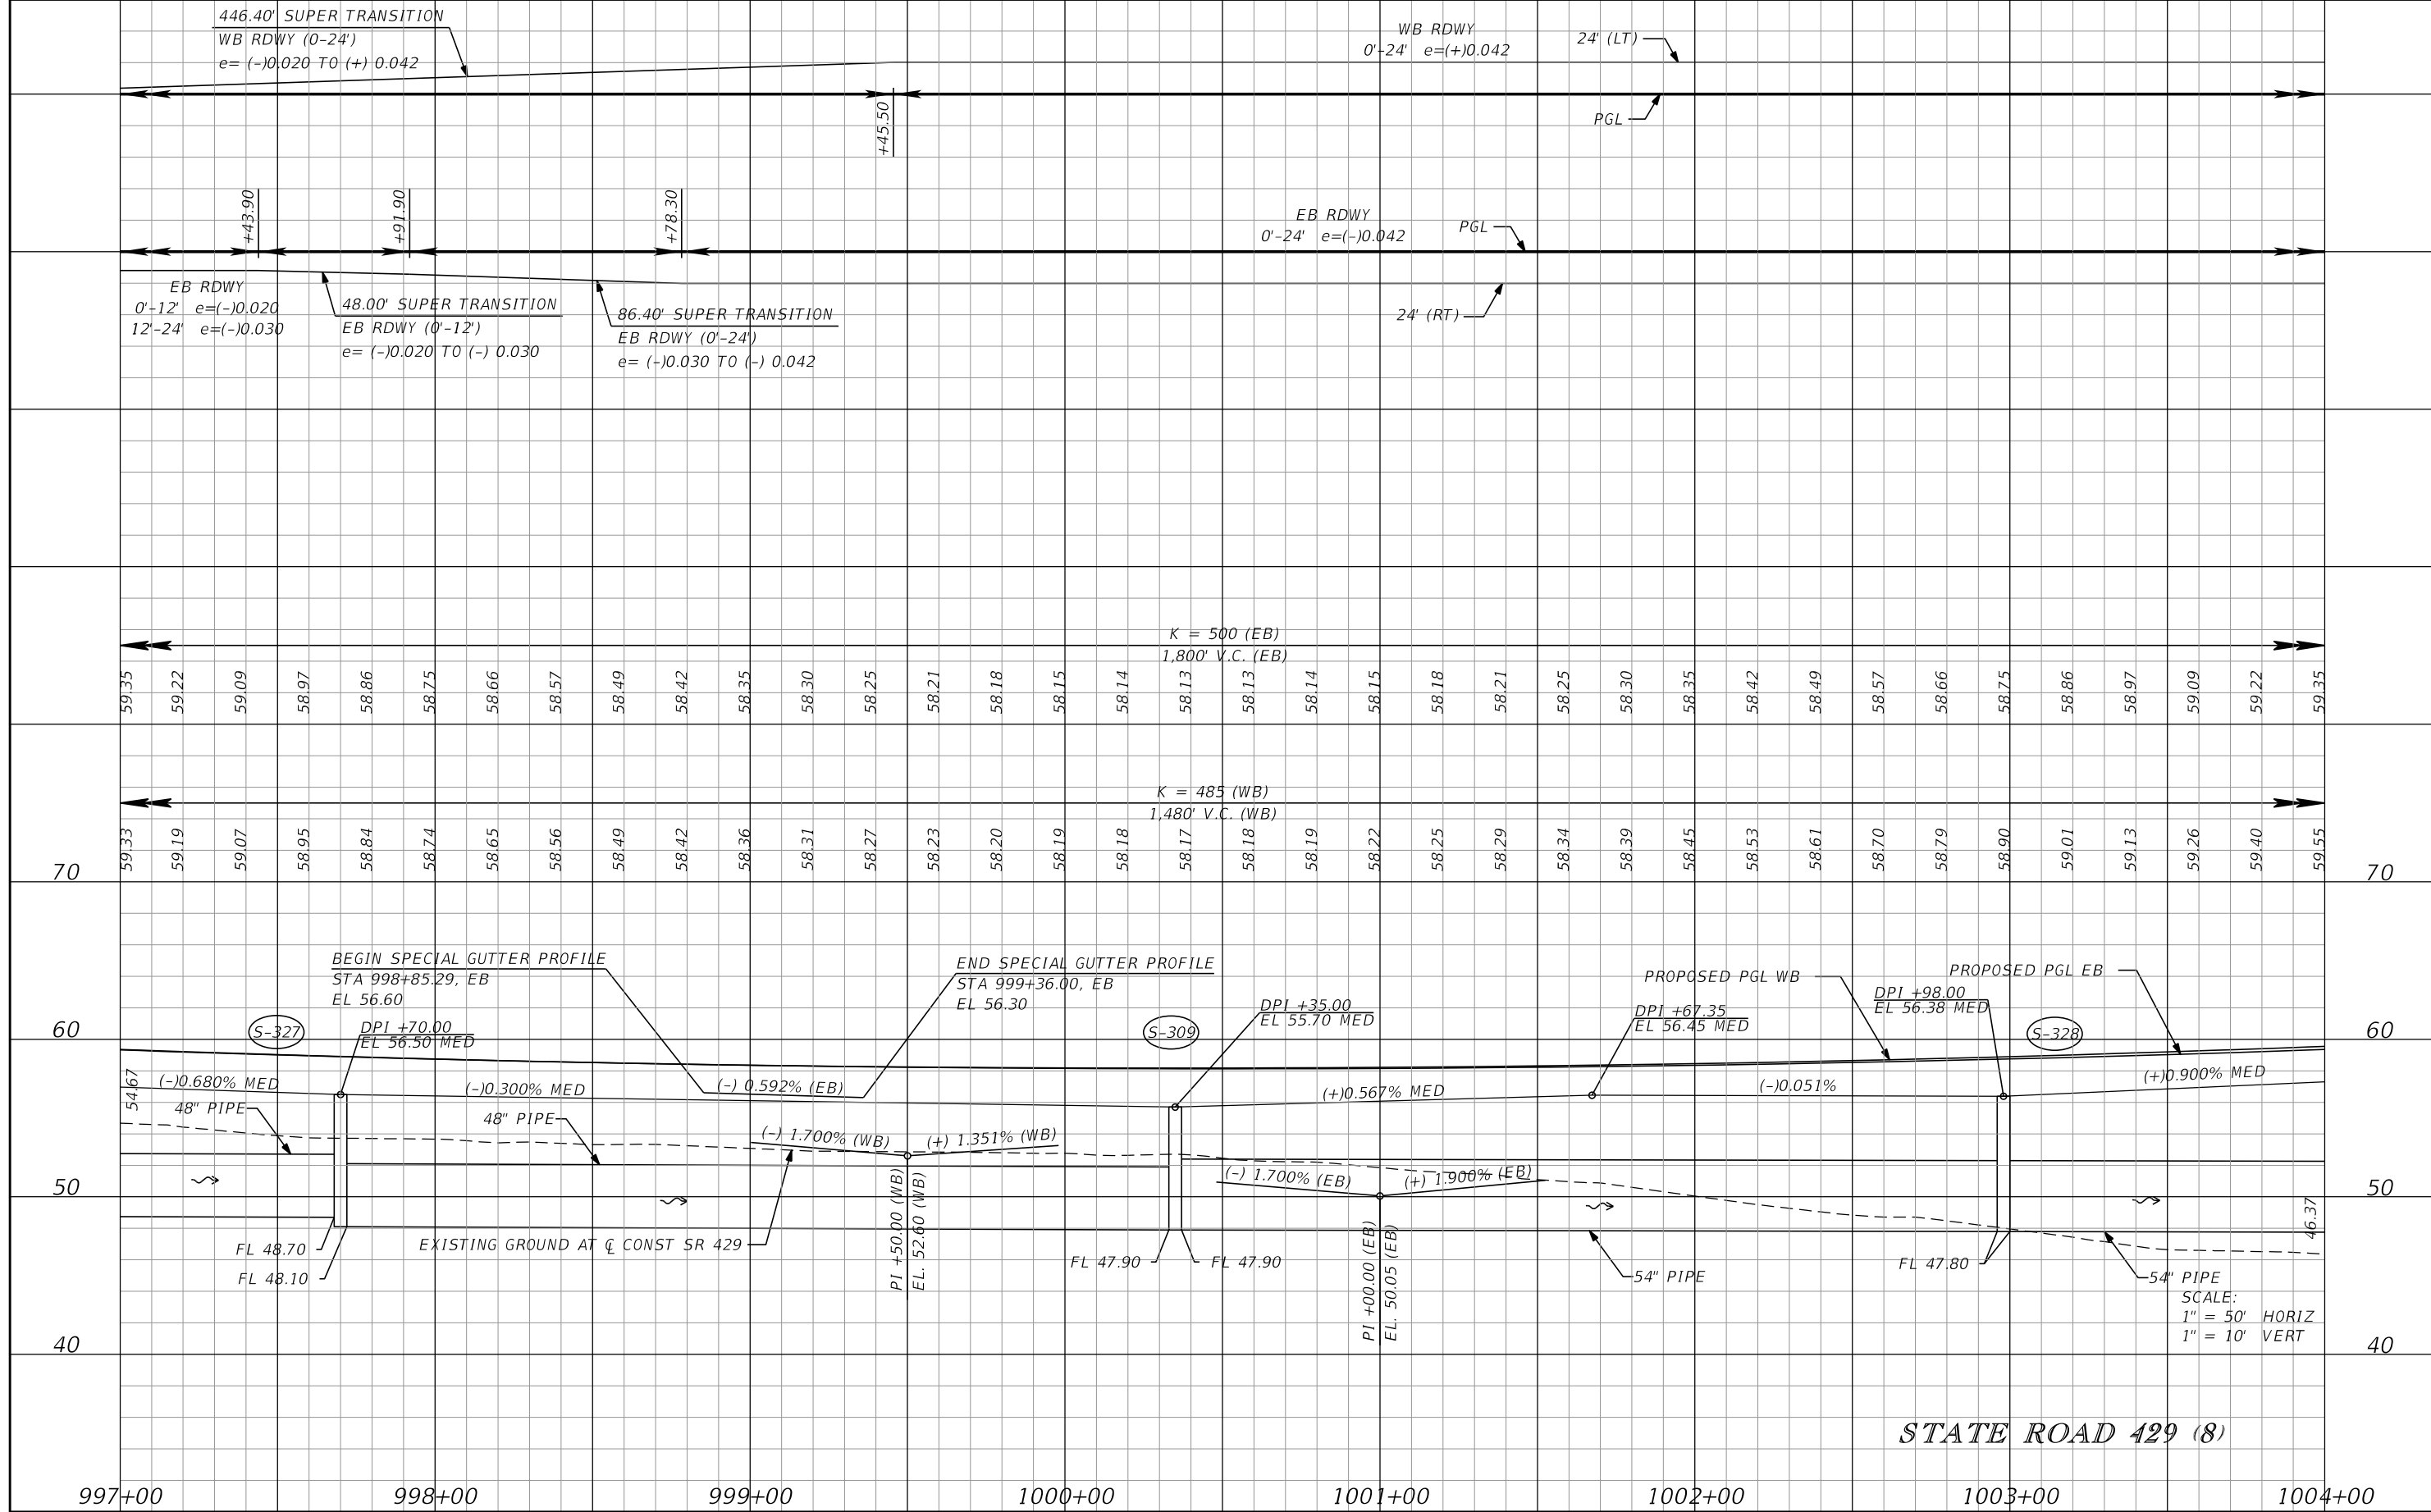 446.40' SUPER TRANSITION
WB RDWY (0-24')
e= (-)0.020 TO (+) 0.042
WB RDWY
0'-24' e=(+)0.042
24' (LT)
PGL
+45.50
+43.90
+91.90
+78.30
EB RDWY
0'-24' e=(-)0.042
PGL
24' (RT)
EB RDWY
0'-12' e=(-)0.020
12'-24' e=(-)0.030
48.00' SUPER TRANSITION
EB RDWY (0'-12')
e= (-)0.020 TO (-) 0.030
86.40' SUPER TRANSITION
EB RDWY (0'-24')
e= (-)0.030 TO (-) 0.042
K = 500 (EB)
1,800' V.C. (EB)
59.35 59.22 59.09 58.97 58.86 58.75 58.66 58.57 58.49 58.42 58.35 58.30 58.25 58.21 58.18 58.15 58.14 58.13 58.13 58.14 58.15 58.18 58.21 58.25 58.30 58.35 58.42 58.49 58.57 58.66 58.75 58.86 58.97 59.09 59.22 59.35
K = 485 (WB)
1,480' V.C. (WB)
59.33 59.19 59.07 58.95 58.84 58.74 58.65 58.56 58.49 58.42 58.36 58.31 58.27 58.23 58.20 58.19 58.18 58.17 58.18 58.19 58.22 58.25 58.29 58.34 58.39 58.45 58.53 58.61 58.70 58.79 58.90 59.01 59.13 59.26 59.40 59.55
70 70
BEGIN SPECIAL GUTTER PROFILE
STA 998+85.29, EB
EL 56.60
END SPECIAL GUTTER PROFILE
STA 999+36.00, EB
EL 56.30
PROPOSED PGL WB
PROPOSED PGL EB
60 60
S-327
DPI +70.00
EL 56.50 MED
S-309
DPI +35.00
EL 55.70 MED
DPI +67.35
EL 56.45 MED
DPI +98.00
EL 56.38 MED
S-328
54.67
(-)0.680% MED
(-)0.300% MED
(-) 0.592% (EB)
(+)0.567% MED
(-)0.051%
(+)0.900% MED
48" PIPE
48" PIPE
(-) 1.700% (WB)
(+) 1.351% (WB)
(-) 1.700% (EB)
(+) 1.900% (EB)
50 50
46.37
FL 48.70
FL 48.10
EXISTING GROUND AT ℄ CONST SR 429
PI +50.00 (WB)
EL. 52.60 (WB)
FL 47.90
FL 47.90
PI +00.00 (EB)
EL. 50.05 (EB)
54" PIPE
FL 47.80
54" PIPE
SCALE:
1" = 50' HORIZ
1" = 10' VERT
40 40
STATE ROAD 429 (8)
997+00 998+00 999+00 1000+00 1001+00 1002+00 1003+00 1004+00